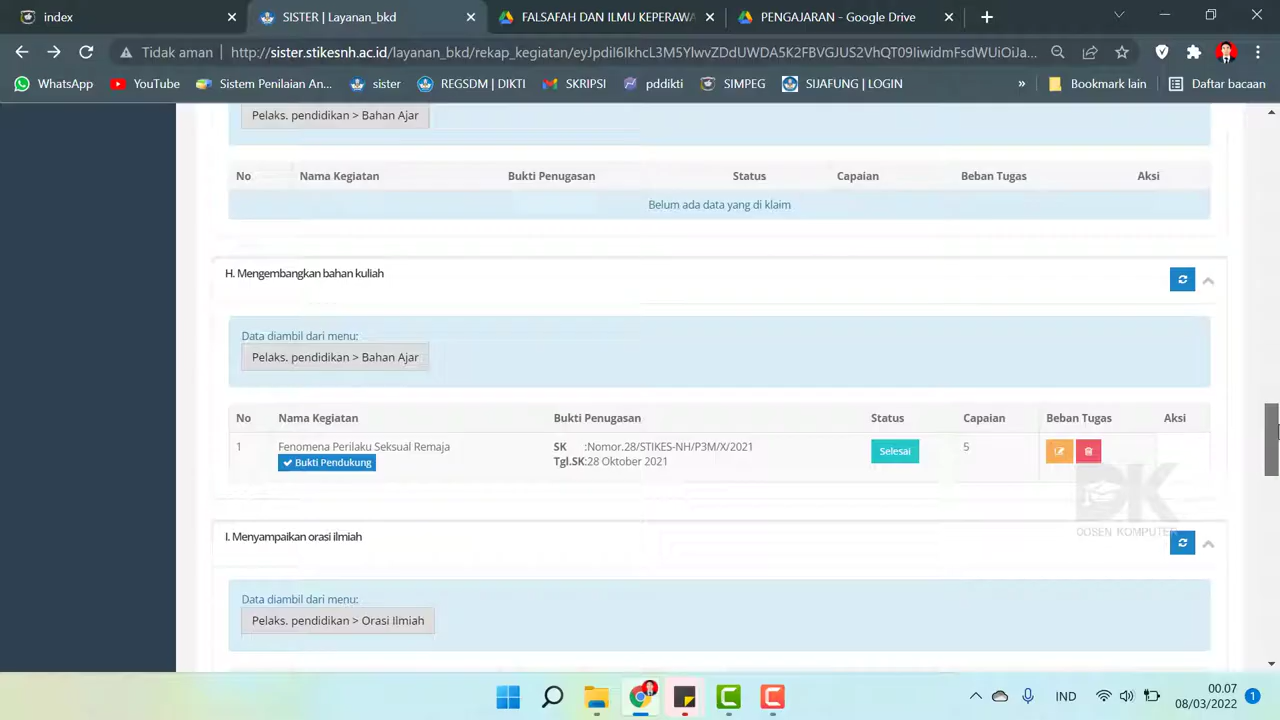 index
SISTER | Layanan_bkd
FALSAFAH DAN ILMU KEPERAWA
PENGAJARAN - Google Drive
Tidak aman
http://sister.stikesnh.ac.id/layanan_bkd/rekap_kegiatan/eyJpdiI6IkhcL3M5YlwvZDdUWDA5K2FBVGJUS2VhQT09IiwidmFsdWUiOiJa...
WhatsApp
YouTube
Sistem Penilaian An...
sister
REGSDM | DIKTI
SKRIPSI
pddikti
SIMPEG
SIJAFUNG | LOGIN
»
Bookmark lain
Daftar bacaan
Pelaks. pendidikan > Bahan Ajar
No Nama Kegiatan Bukti Penugasan Status Capaian Beban Tugas Aksi
Belum ada data yang di klaim
H. Mengembangkan bahan kuliah
Data diambil dari menu:
Pelaks. pendidikan > Bahan Ajar
No Nama Kegiatan Bukti Penugasan Status Capaian Beban Tugas Aksi
1 Fenomena Perilaku Seksual Remaja SK :Nomor.28/STIKES-NH/P3M/X/2021 Selesai 5
Bukti Pendukung Tgl.SK:28 Oktober 2021
DK
DOSEN KOMPUTER
I. Menyampaikan orasi ilmiah
Data diambil dari menu:
Pelaks. pendidikan > Orasi Ilmiah
IND
00.07
08/03/2022
1